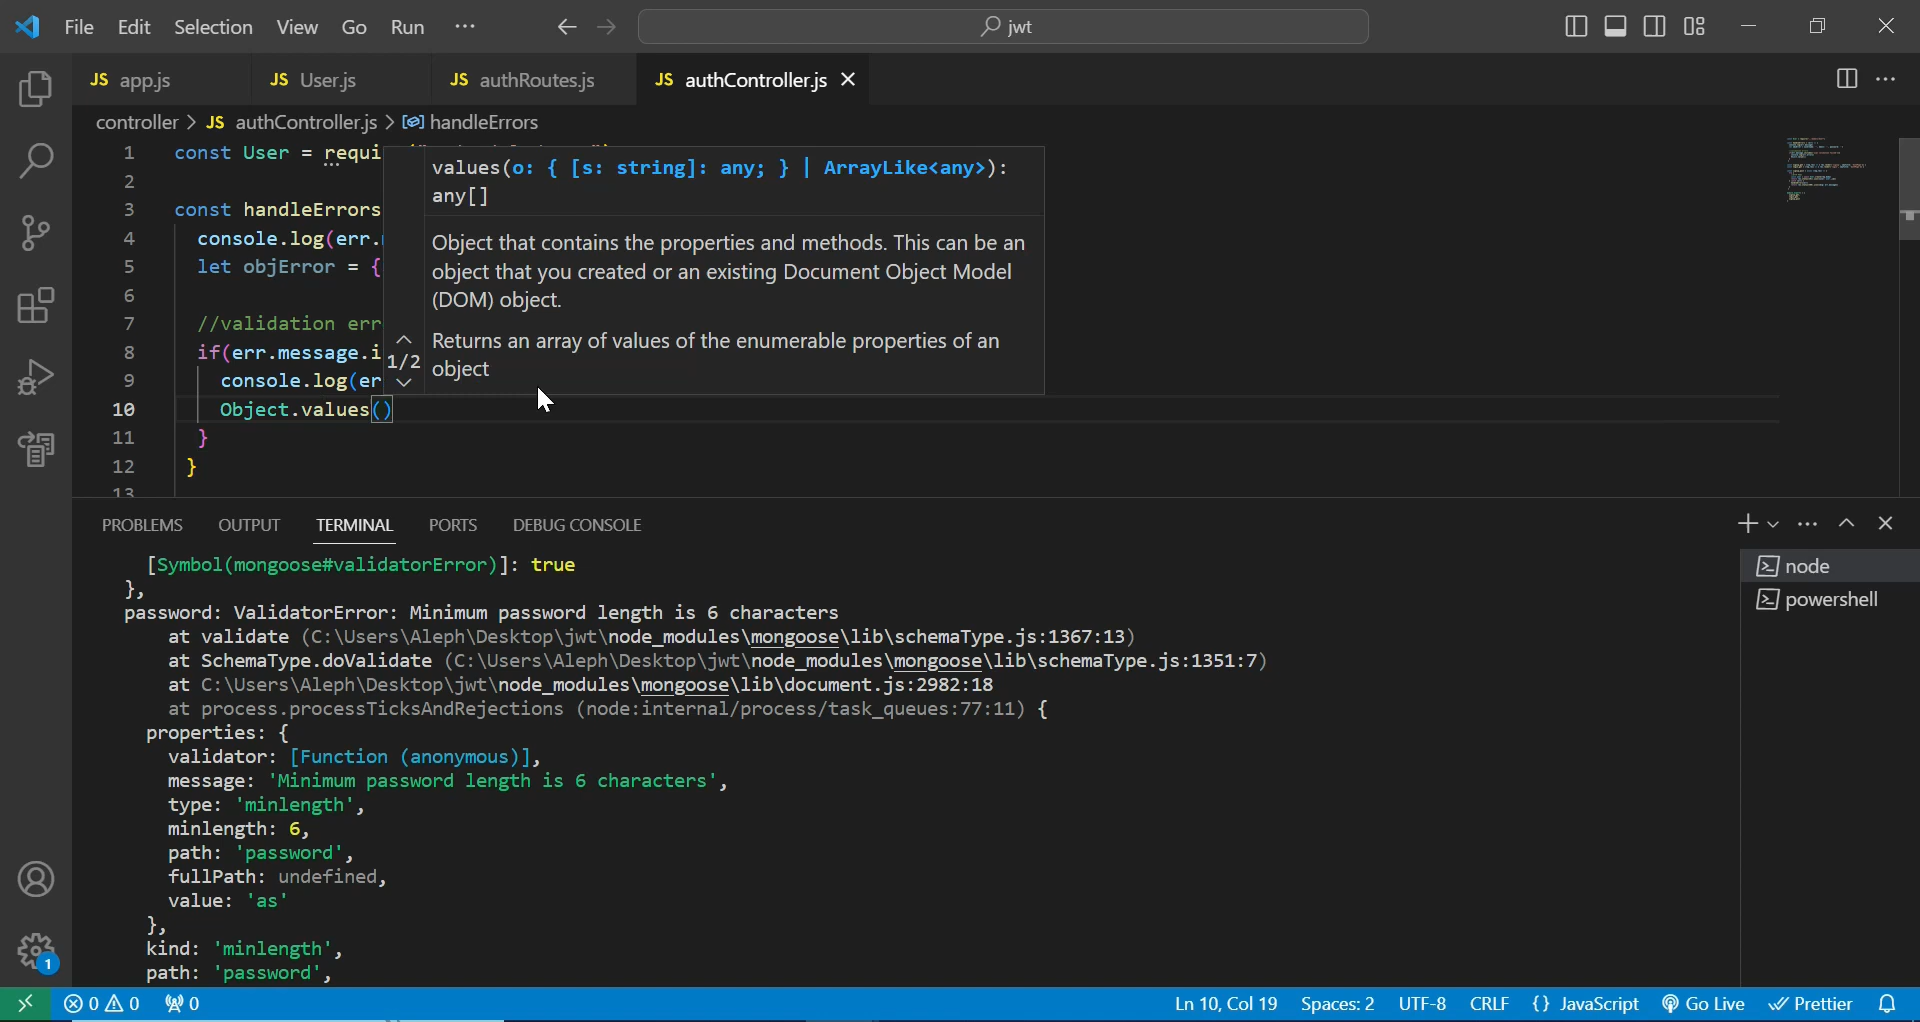 File Edit Selection View Go Run ···
jwt
JS app.js JS User.js JS authRoutes.js JS authController.js
controller > JS authController.js > handleErrors
1 const User = requi
2
3 const handleErrors
4 console.log(err.
5 let objError = {
6
7 //validation err
8 if(err.message.i
9 console.log(er
10 Object.values()
11 }
12 }
13
values(o: { [s: string]: any; } | ArrayLike<any>):
any[]
Object that contains the properties and methods. This can be an
object that you created or an existing Document Object Model
(DOM) object.
Returns an array of values of the enumerable properties of an
object
1/2
PROBLEMS OUTPUT TERMINAL PORTS DEBUG CONSOLE
[Symbol(mongoose#validatorError)]: true
},
password: ValidatorError: Minimum password length is 6 characters
at validate (C:\Users\Aleph\Desktop\jwt\node_modules\mongoose\lib\schemaType.js:1367:13)
at SchemaType.doValidate (C:\Users\Aleph\Desktop\jwt\node_modules\mongoose\lib\schemaType.js:1351:7)
at C:\Users\Aleph\Desktop\jwt\node_modules\mongoose\lib\document.js:2982:18
at process.processTicksAndRejections (node:internal/process/task_queues:77:11) {
properties: {
validator: [Function (anonymous)],
message: 'Minimum password length is 6 characters',
type: 'minlength',
minlength: 6,
path: 'password',
fullPath: undefined,
value: 'as'
},
kind: 'minlength',
path: 'password',
node
powershell
1
0 0 0 Ln 10, Col 19 Spaces: 2 UTF-8 CRLF {} JavaScript Go Live Prettier